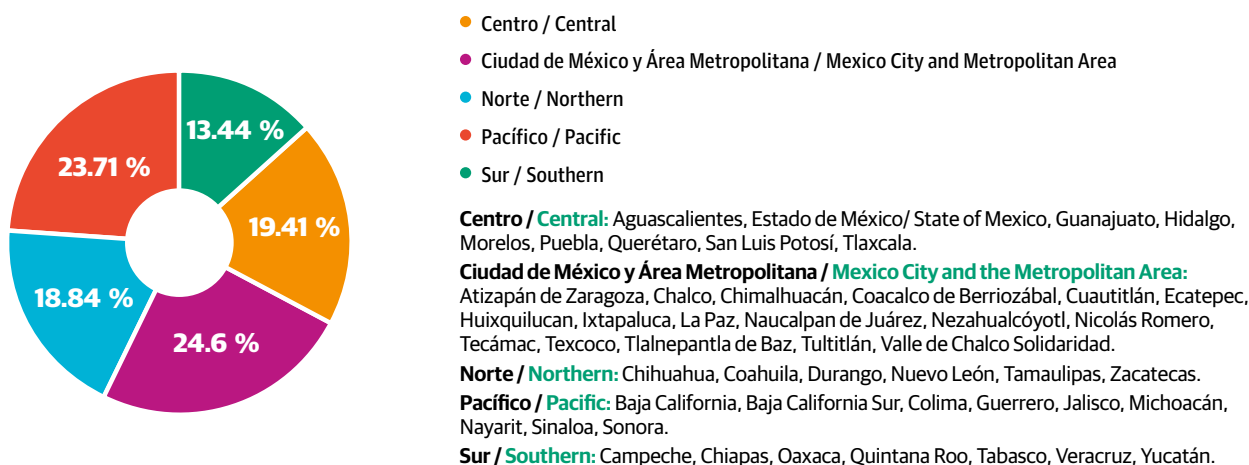 13.44 %
19.41 %
24.6 %
18.84 %
23.71 %
Centro / Central
Ciudad de México y Área Metropolitana / Mexico City and Metropolitan Area
Norte / Northern
Pacífico / Pacific
Sur / Southern
Centro / Central: Aguascalientes, Estado de México/ State of Mexico, Guanajuato, Hidalgo,
Morelos, Puebla, Querétaro, San Luis Potosí, Tlaxcala.
Ciudad de México y Área Metropolitana / Mexico City and the Metropolitan Area:
Atizapán de Zaragoza, Chalco, Chimalhuacán, Coacalco de Berriozábal, Cuautitlán, Ecatepec,
Huixquilucan, Ixtapaluca, La Paz, Naucalpan de Juárez, Nezahualcóyotl, Nicolás Romero,
Tecámac, Texcoco, Tlalnepantla de Baz, Tultitlán, Valle de Chalco Solidaridad.
Norte / Northern: Chihuahua, Coahuila, Durango, Nuevo León, Tamaulipas, Zacatecas.
Pacífico / Pacific: Baja California, Baja California Sur, Colima, Guerrero, Jalisco, Michoacán,
Nayarit, Sinaloa, Sonora.
Sur / Southern: Campeche, Chiapas, Oaxaca, Quintana Roo, Tabasco, Veracruz, Yucatán.